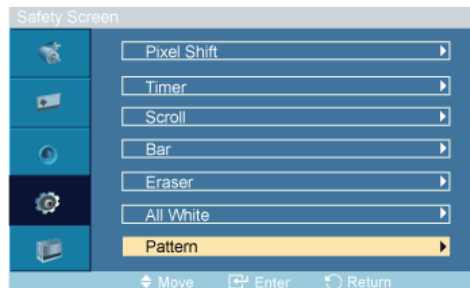 Safety Screen
Pixel Shift
Timer
Scroll
Bar
Eraser
All White
Pattern
Move Enter Return